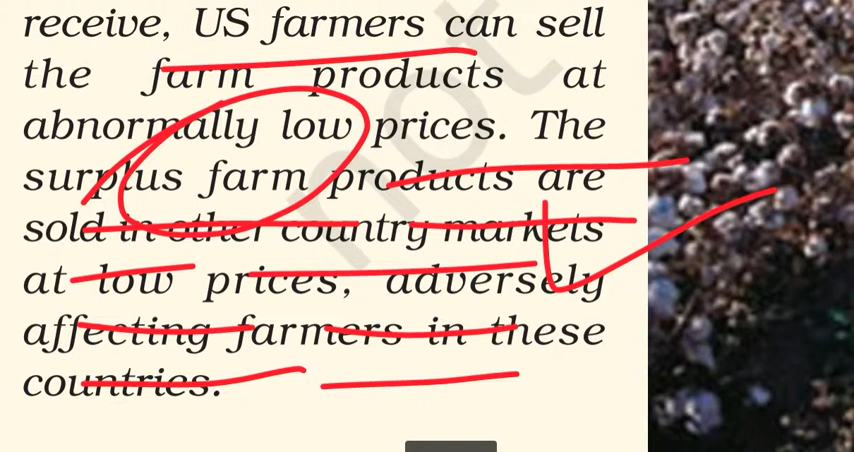 receive, US farmers can sell
the farm products at
abnormally low prices. The
surplus farm products are
sold in other country markets
at low prices, adversely
affecting farmers in these
countries.
not